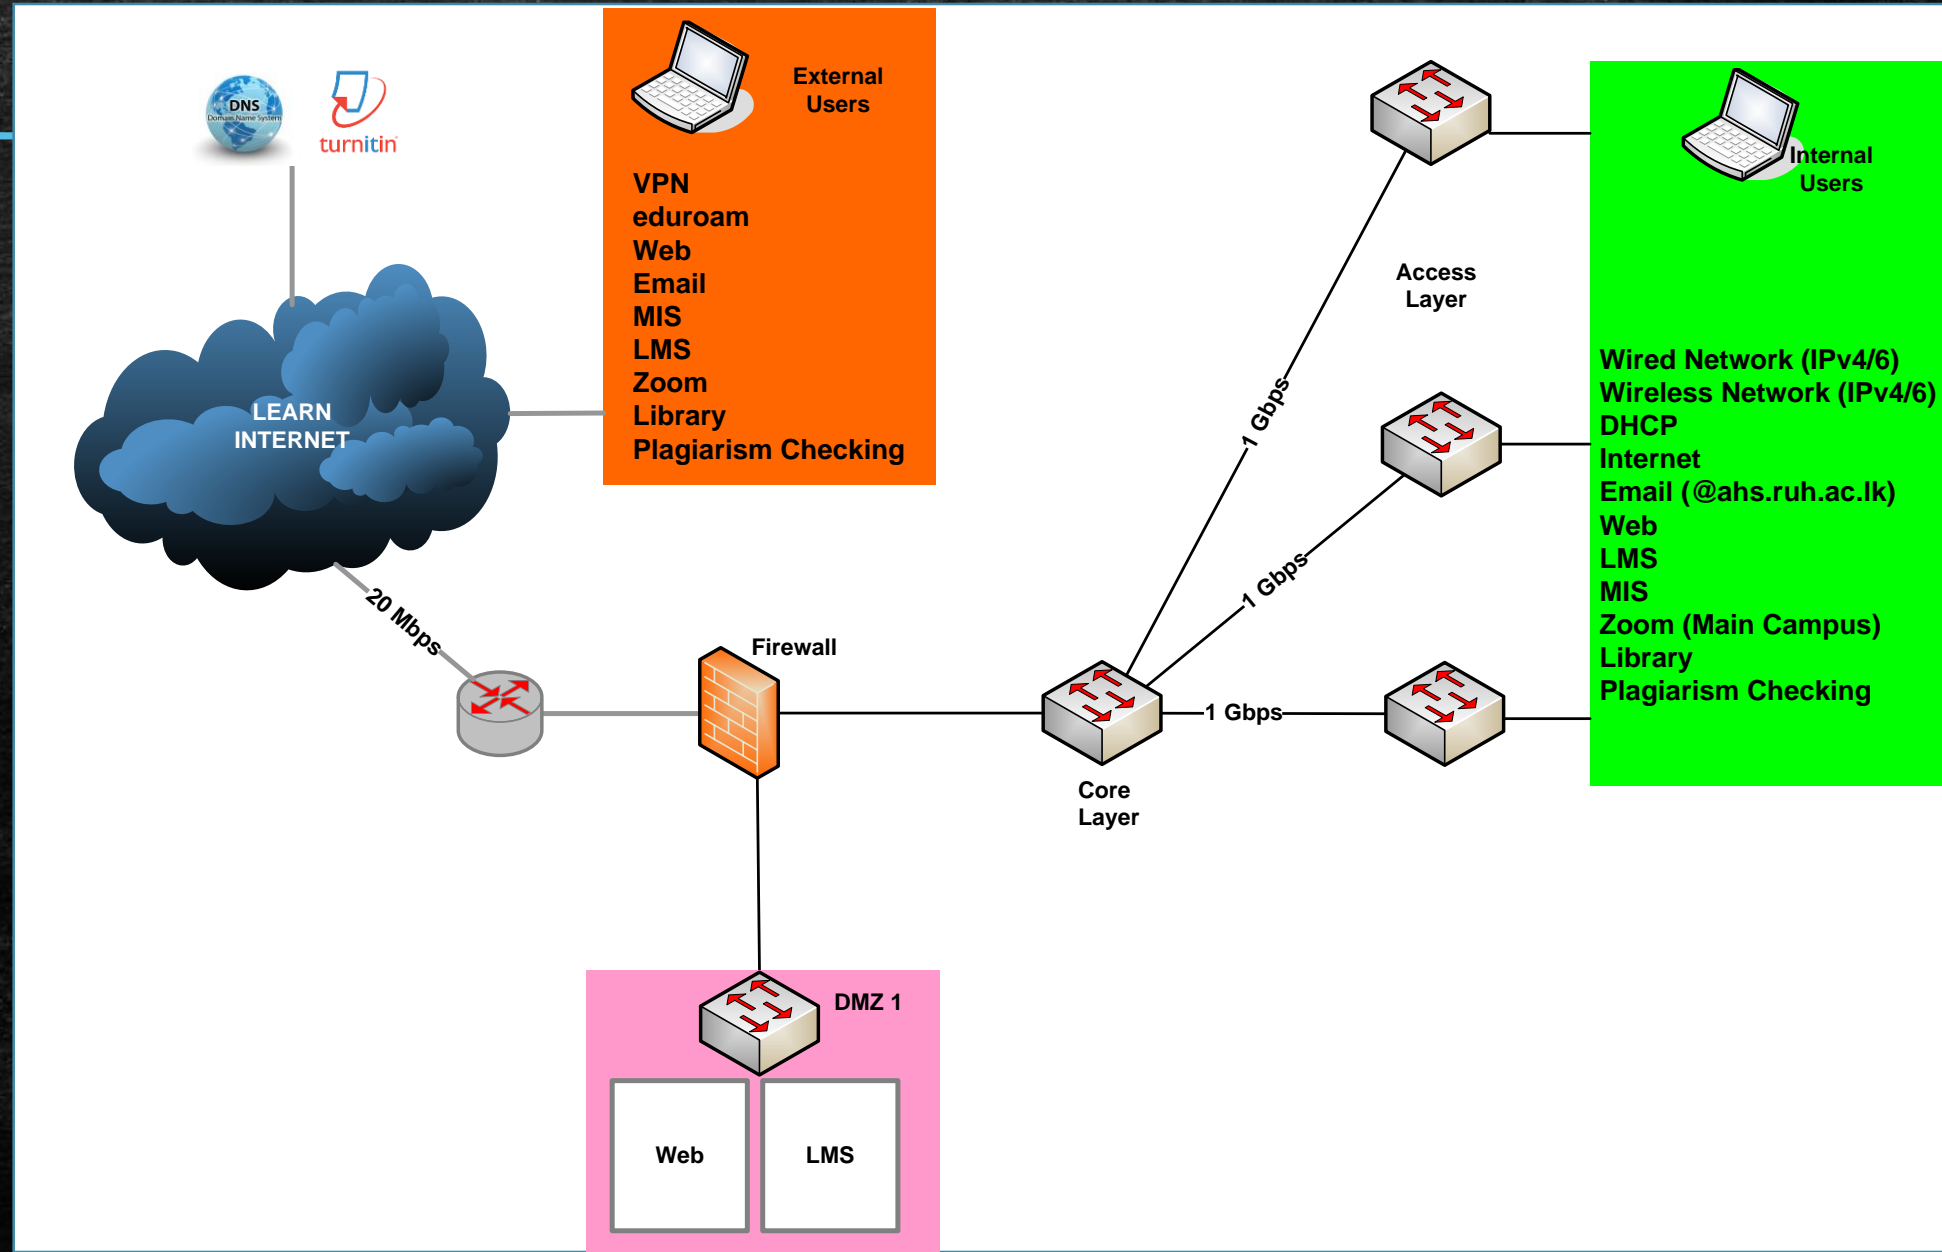 DNS
Domain Name System
turnitin
External
Users
VPN
eduroam
Web
Email
MIS
LMS
Zoom
Library
Plagiarism Checking
LEARN
INTERNET
20 Mbps
Firewall
Core
Layer
1 Gbps
1 Gbps
1 Gbps
Access
Layer
Internal
Users
Wired Network (IPv4/6)
Wireless Network (IPv4/6)
DHCP
Internet
Email (@ahs.ruh.ac.lk)
Web
LMS
MIS
Zoom (Main Campus)
Library
Plagiarism Checking
DMZ 1
Web
LMS